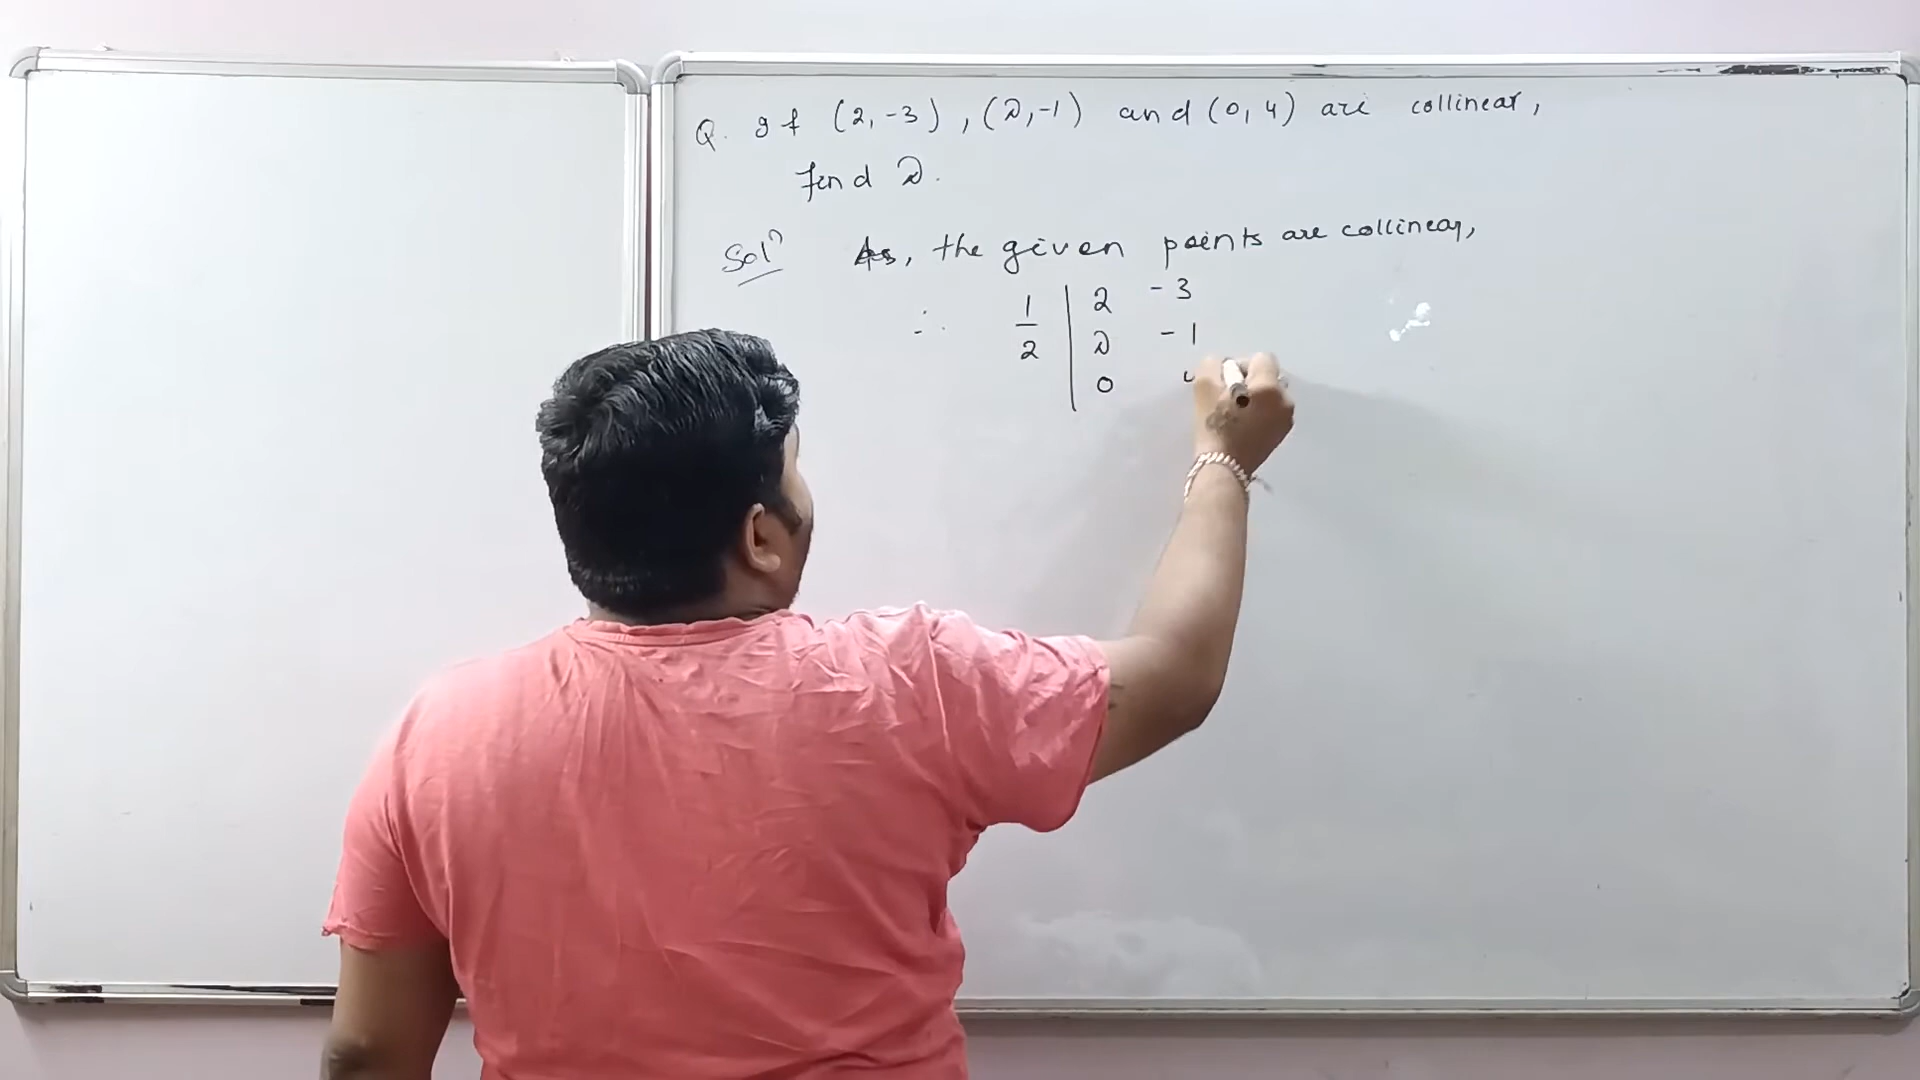 Q. If (2, -3), (λ, -1) and (0, 4) are collinear,
find λ.
Solⁿ As, the given points are collinear,
∴ 1/2 | 2 -3
λ -1
0 4